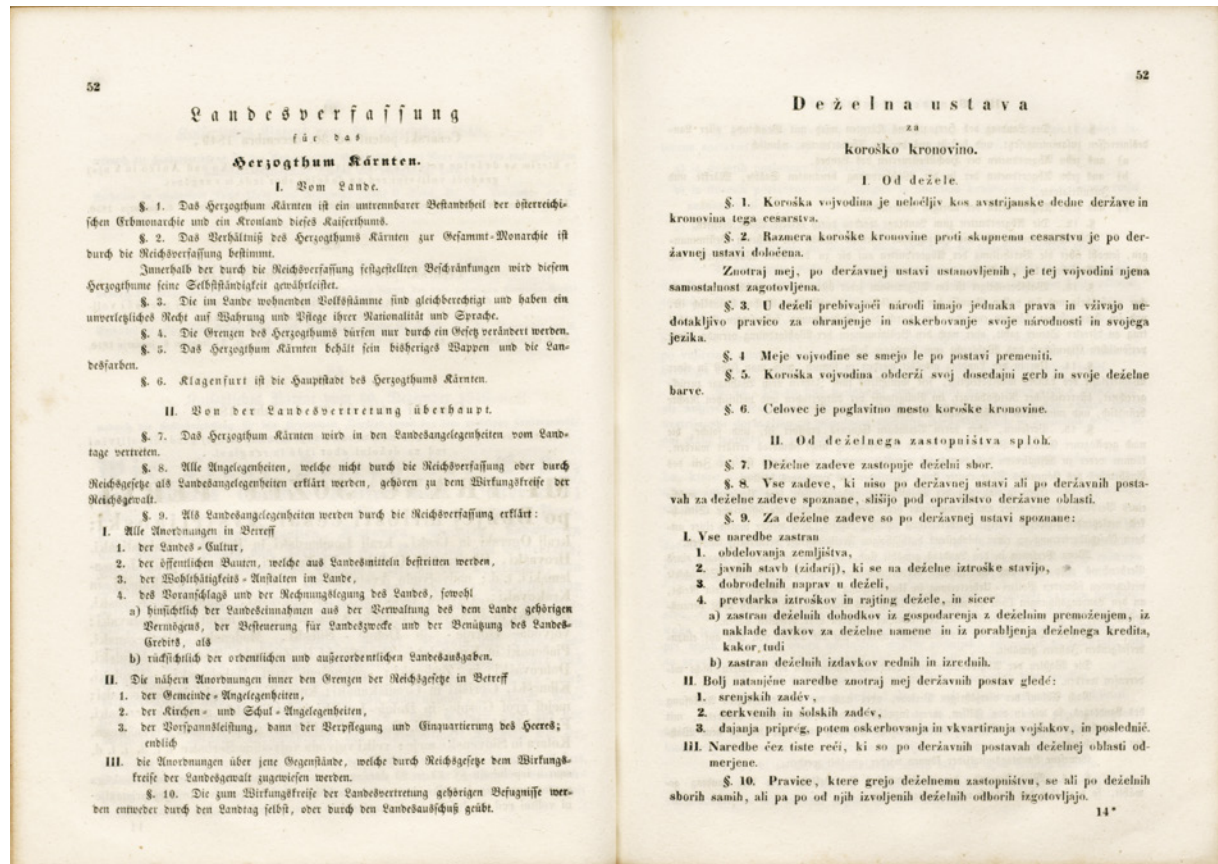 52
Landesverfassung
für das
Herzogthum Kärnten.
I. Vom Lande.
§. 1. Das Herzogthum Kärnten ist ein untrennbarer Bestandtheil der österreichi-
schen Erbmonarchie und ein Kronland dieses Kaiserthums.
§. 2. Das Verhältniß des Herzogthums Kärnten zur Gesammt-Monarchie ist
durch die Reichsverfassung bestimmt.
Innerhalb der durch die Reichsverfassung festgestellten Beschränkungen wird diesem
Herzogthume seine Selbstständigkeit gewährleistet.
§. 3. Die im Lande wohnenden Volksstämme sind gleichberechtigt und haben ein
unverletzliches Recht auf Wahrung und Pflege ihrer Nationalität und Sprache.
§. 4. Die Grenzen des Herzogthums dürfen nur durch ein Gesetz verändert werden.
§. 5. Das Herzogthum Kärnten behält sein bisheriges Wappen und die Lan-
desfarben.
§. 6. Klagenfurt ist die Hauptstadt des Herzogthums Kärnten.
II. Von der Landesvertretung überhaupt.
§. 7. Das Herzogthum Kärnten wird in den Landesangelegenheiten vom Land-
tage vertreten.
§. 8. Alle Angelegenheiten, welche nicht durch die Reichsverfassung oder durch
Reichsgesetze als Landesangelegenheiten erklärt werden, gehören zu dem Wirkungskreise der
Reichsgewalt.
§. 9. Als Landesangelegenheiten werden durch die Reichsverfassung erklärt:
I. Alle Anordnungen in Betreff
1. der Landes-Cultur,
2. der öffentlichen Bauten, welche aus Landesmitteln bestritten werden,
3. der Wohlthätigkeits-Anstalten im Lande,
4. des Voranschlags und der Rechnungslegung des Landes, sowohl
a) hinsichtlich der Landeseinnahmen aus der Verwaltung des dem Lande gehörigen
Vermögens, der Besteuerung für Landeszwecke und der Benützung des Landes-
Credits, als
b) rücksichtlich der ordentlichen und außerordentlichen Landesausgaben.
II. Die nähern Anordnungen inner den Grenzen der Reichsgesetze in Betreff
1. der Gemeinde-Angelegenheiten,
2. der Kirchen- und Schul-Angelegenheiten,
3. der Vorspannsleistung, dann der Verpflegung und Einquartierung des Heeres;
endlich
III. die Anordnungen über jene Gegenstände, welche durch Reichsgesetze dem Wirkungs-
kreise der Landesgewalt zugewiesen werden.
§. 10. Die zum Wirkungskreise der Landesvertretung gehörigen Befugnisse wer-
den entweder durch den Landtag selbst, oder durch den Landesausschuß geübt.
52
Deželna ustava
za
koroško kronovino.
I. Od dežele.
§. 1. Koroška vojvodina je neločljiv kos avstrijanske dedne deržave in
kronovina tega cesarstva.
§. 2. Razmera koroške kronovine proti skupnemu cesarstvu je po der-
žavnej ustavi določena.
Znotraj mej, po deržavnej ustavi ustanovljenih, je tej vojvodini njena
samostalnost zagotovljena.
§. 3. U deželi prebivajoči národi imajo jednaka prava in vživajo ne-
dotakljivo pravico za ohranjenje in oskerbovanje svoje národnosti in svojega
jezika.
§. 4 Meje vojvodine se smejo le po postavi premeniti.
§. 5. Koroška vojvodina obderži svoj dosedajni gerb in svoje deželne
barve.
§. 6. Celovec je poglavitno mesto koroške kronovine.
II. Od deželnega zastopništva sploh.
§. 7. Deželne zadeve zastopuje deželni sbor.
§. 8. Vse zadeve, ki niso po deržavnej ustavi ali po deržavnih posta-
vah za deželne zadeve spoznane, slišijo pod opravilstvo deržavne oblasti.
§. 9. Za deželne zadeve so po deržavnej ustavi spoznane:
I. Vse naredbe zastran
1. obdelovanja zemljištva,
2. javnih stavb (zidarij), ki se na deželne iztroške stavijo,
3. dobrodelnih naprav u deželi,
4. prevdarka iztroškov in rajting dežele, in sicer
a) zastran deželnih dohodkov iz gospodarenja z deželnim premoženjem, iz
naklade davkov za deželne namene in iz porabljenja deželnega kredita,
kakor tudi
b) zastran deželnih izdavkov rednih in izrednih.
II. Bolj natanjčne naredbe znotraj mej deržavnih postav gledé:
1. srenjskih zadév,
2. cerkvenih in šolskih zadév,
3. dajanja pripreg, potem oskerbovanja in vkvartiranja vojšakov, in poslednič.
III. Naredbe čez tiste reči, ki so po deržavnih postavah deželnej oblasti od-
merjene.
§. 10. Pravice, ktere grejo deželnemu zastopništvu, se ali po deželnih
sborih samih, ali pa po od njih izvoljenih deželnih odborih izgotovljajo.
14*